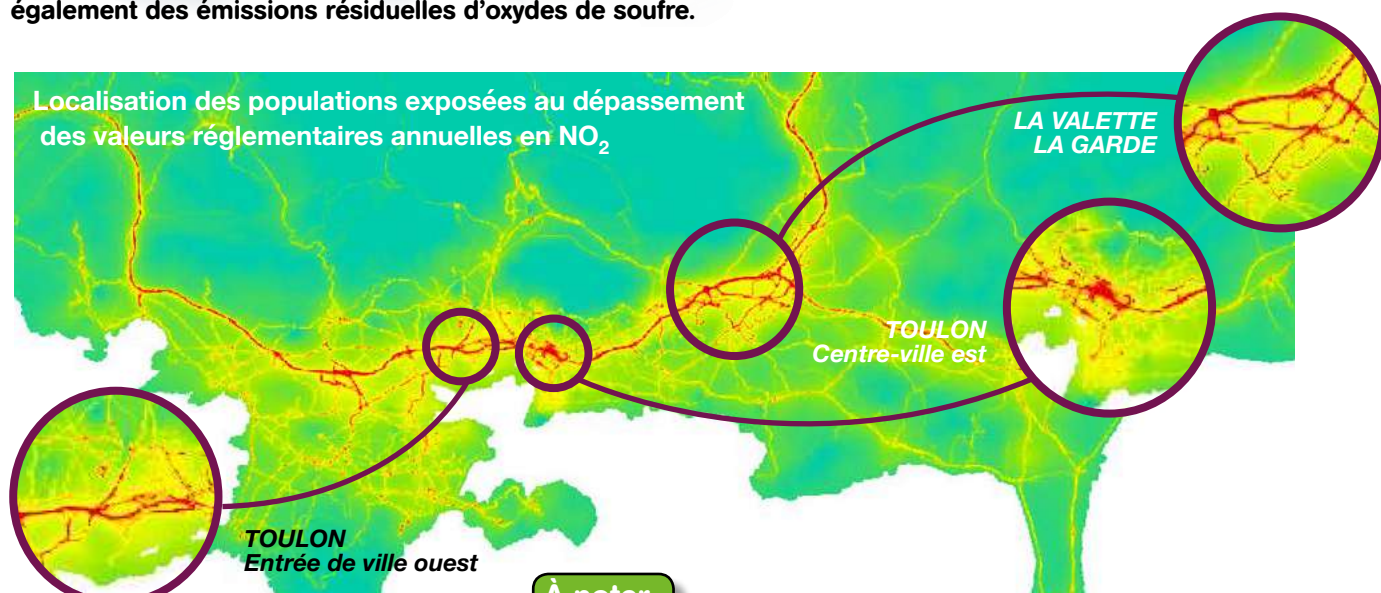 également des émissions résiduelles d'oxydes de soufre.
Localisation des populations exposées au dépassement
des valeurs réglementaires annuelles en NO₂
LA VALETTE
LA GARDE
TOULON
Centre-ville est
TOULON
Entrée de ville ouest
À noter